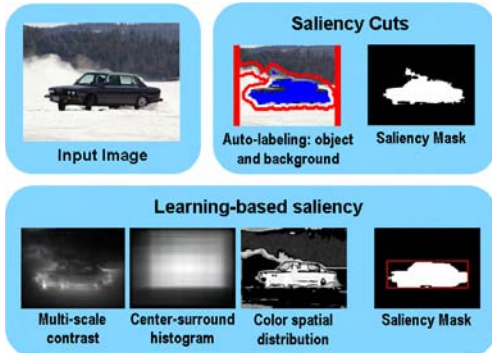 Input Image
Saliency Cuts
Auto-labeling: object
and background
Saliency Mask
Learning-based saliency
Multi-scale
contrast
Center-surround
histogram
Color spatial
distribution
Saliency Mask